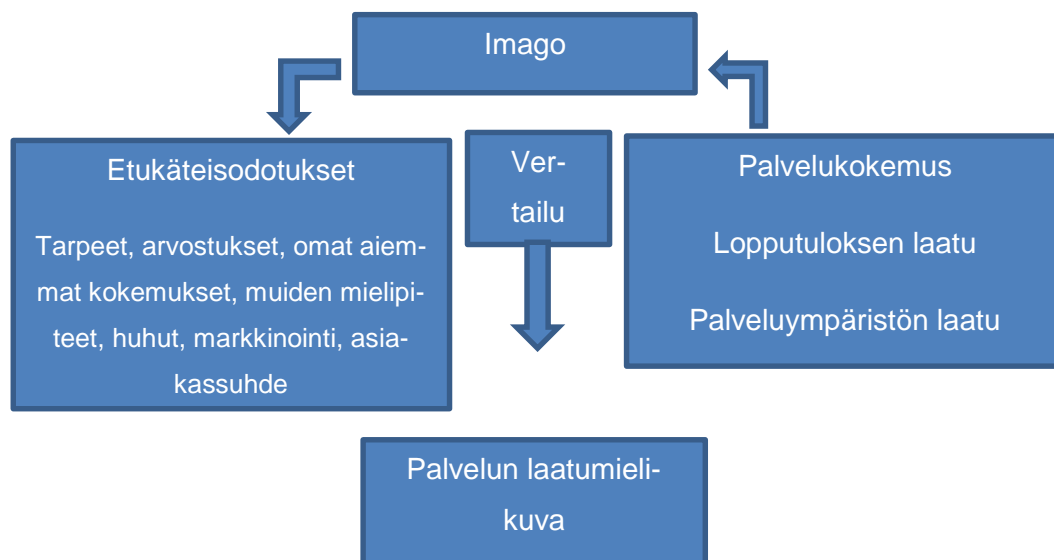 Imago
Etukäteisodotukset
Tarpeet, arvostukset, omat aiem-
mat kokemukset, muiden mielipi-
teet, huhut, markkinointi, asia-
kassuhde
Ver-
tailu
Palvelukokemus
Lopputuloksen laatu
Palveluympäristön laatu
Palvelun laatumieli-
kuva